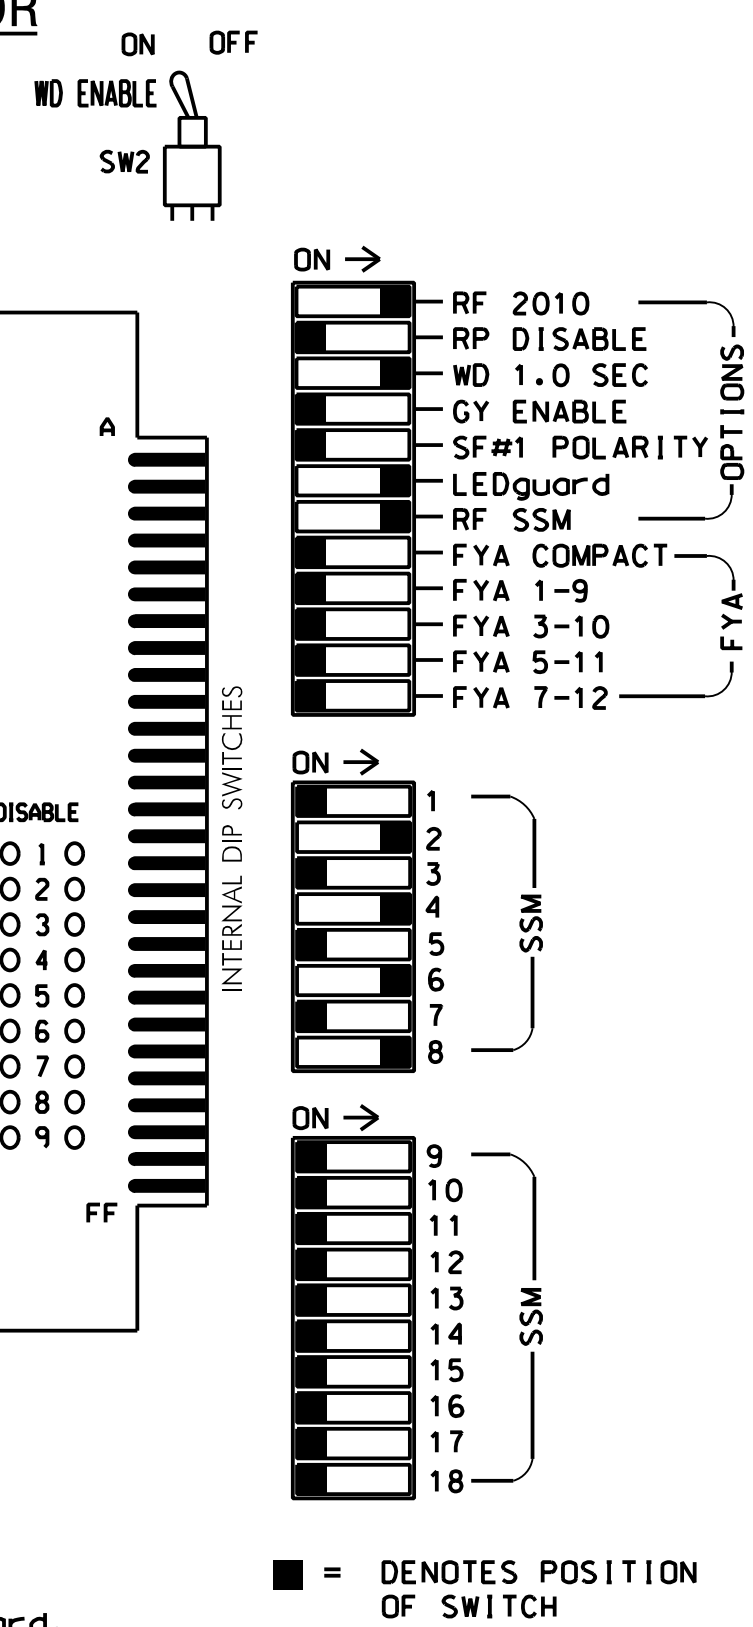 ON OFF
WD ENABLE
SW2
ON
RF 2010
RP DISABLE
WD 1.0 SEC
GY ENABLE
SF#1 POLARITY
LEDguard
RF SSM
OPTIONS
FYA COMPACT
FYA 1-9
FYA 3-10
FYA 5-11
FYA 7-12
FYA
A
FF
INTERNAL DIP SWITCHES
DISABLE
1
2
3
4
5
6
7
8
9
ON
1
2
3
4
5
6
7
8
SSM
ON
9
10
11
12
13
14
15
16
17
18
SSM
= DENOTES POSITION
OF SWITCH